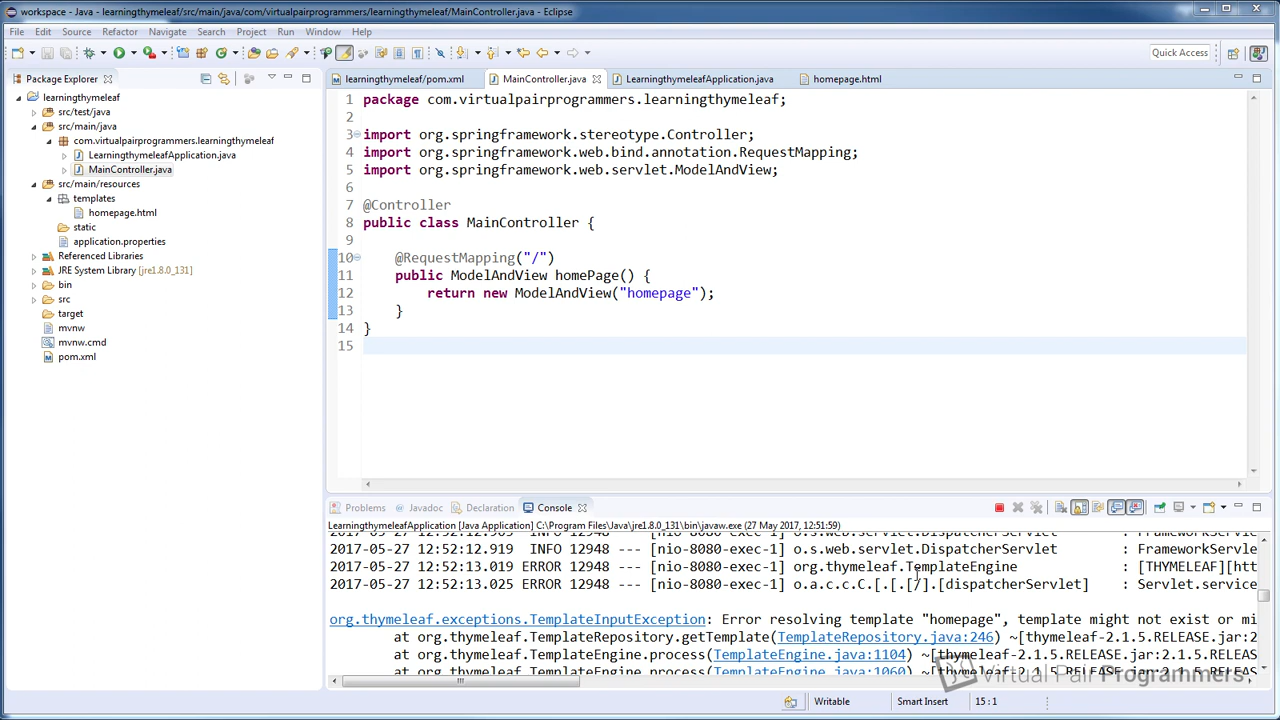 workspace - Java - learningthymeleaf/src/main/java/com/virtualpairprogrammers/learningthymeleaf/MainController.java - Eclipse
File Edit Source Refactor Navigate Search Project Run Window Help
Quick Access
Package Explorer
learningthymeleaf
src/test/java
src/main/java
com.virtualpairprogrammers.learningthymeleaf
LearningthymeleafApplication.java
MainController.java
src/main/resources
templates
homepage.html
static
application.properties
Referenced Libraries
JRE System Library [jre1.8.0_131]
bin
src
target
mvnw
mvnw.cmd
pom.xml
learningthymeleaf/pom.xml MainController.java LearningthymeleafApplication.java homepage.html
1 package com.virtualpairprogrammers.learningthymeleaf;
2
3 import org.springframework.stereotype.Controller;
4 import org.springframework.web.bind.annotation.RequestMapping;
5 import org.springframework.web.servlet.ModelAndView;
6
7 @Controller
8 public class MainController {
9
10 @RequestMapping("/")
11 public ModelAndView homePage() {
12 return new ModelAndView("homepage");
13 }
14 }
15
Problems Javadoc Declaration Console
LearningthymeleafApplication [Java Application] C:\Program Files\Java\jre1.8.0_131\bin\javaw.exe (27 May 2017, 12:51:59)
2017-05-27 12:52:12.919 INFO 12948 --- [nio-8080-exec-1] o.s.web.servlet.DispatcherServlet : FrameworkServle
2017-05-27 12:52:13.019 ERROR 12948 --- [nio-8080-exec-1] org.thymeleaf.TemplateEngine : [THYMELEAF][htt
2017-05-27 12:52:13.025 ERROR 12948 --- [nio-8080-exec-1] o.a.c.c.C.[.[.[/].[dispatcherServlet] : Servlet.service
org.thymeleaf.exceptions.TemplateInputException: Error resolving template "homepage", template might not exist or mi
at org.thymeleaf.TemplateRepository.getTemplate(TemplateRepository.java:246) ~[thymeleaf-2.1.5.RELEASE.jar:2
at org.thymeleaf.TemplateEngine.process(TemplateEngine.java:1104) ~[thymeleaf-2.1.5.RELEASE.jar:2.1.5.RELEAS
at org.thymeleaf.TemplateEngine.process(TemplateEngine.java:1060)
Virtual Pair Programmers
Writable Smart Insert 15 : 1